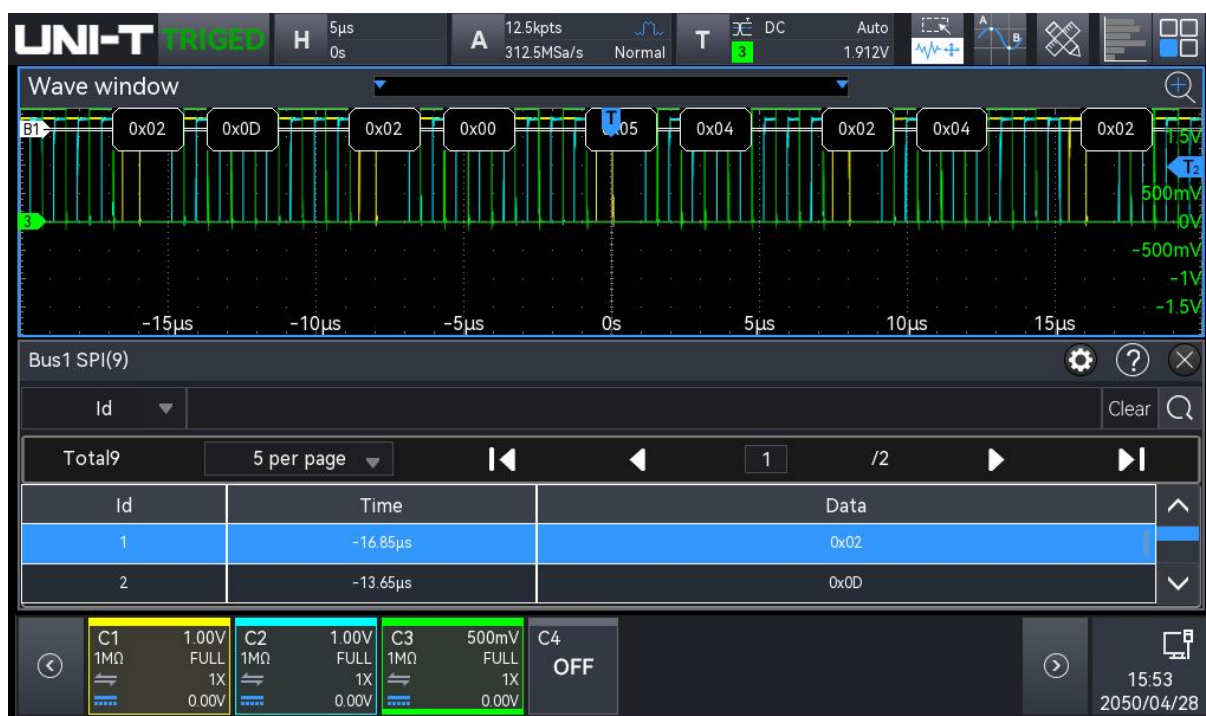 UNI-T TRIGED H 5µs 0s A 12.5kpts 312.5MSa/s Normal T 3 DC Auto 1.912V A B
Wave window
B1 0x02 0x0D 0x02 0x00 T 05 0x04 0x02 0x04 0x02 1.5V
T2
500mV
3 0V
-500mV
-1V
-1.5V
-15µs -10µs -5µs 0s 5µs 10µs 15µs
Bus1 SPI(9)
Id Clear
Total9 5 per page 1 /2
Id Time Data
1 -16.85µs 0x02
2 -13.65µs 0x0D
C1 1.00V C2 1.00V C3 500mV C4
1MΩ FULL 1MΩ FULL 1MΩ FULL OFF
1X 1X 1X 15:53
0.00V 0.00V 0.00V 2050/04/28